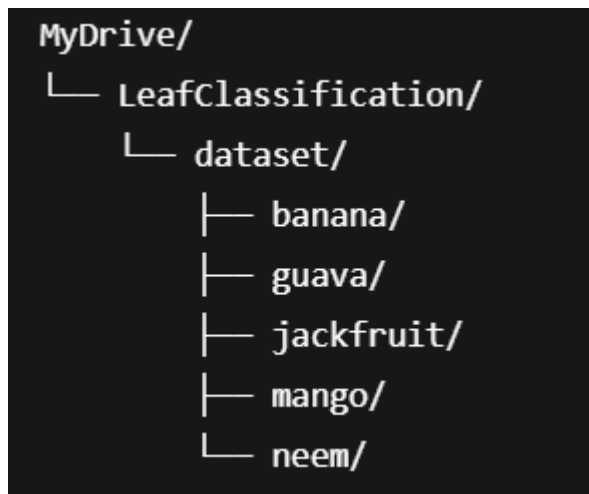 MyDrive/
└── LeafClassification/
    └── dataset/
        ├── banana/
        ├── guava/
        ├── jackfruit/
        ├── mango/
        └── neem/